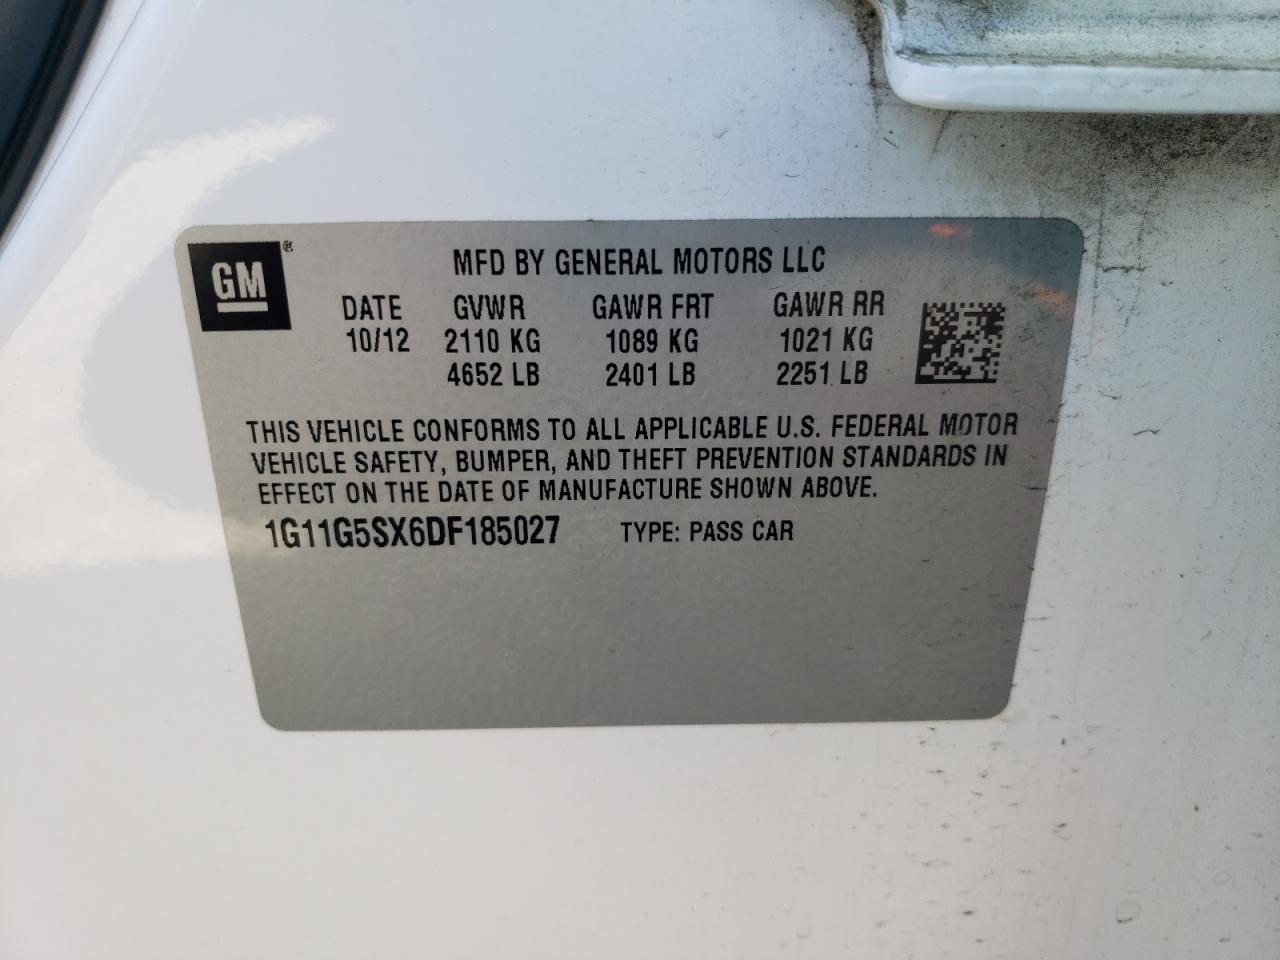 GM®
MFD BY GENERAL MOTORS LLC
DATE GVWR GAWR FRT GAWR RR
10/12 2110 KG 1089 KG 1021 KG
4652 LB 2401 LB 2251 LB
THIS VEHICLE CONFORMS TO ALL APPLICABLE U.S. FEDERAL MOTOR
VEHICLE SAFETY, BUMPER, AND THEFT PREVENTION STANDARDS IN
EFFECT ON THE DATE OF MANUFACTURE SHOWN ABOVE.
1G11G5SX6DF185027 TYPE: PASS CAR